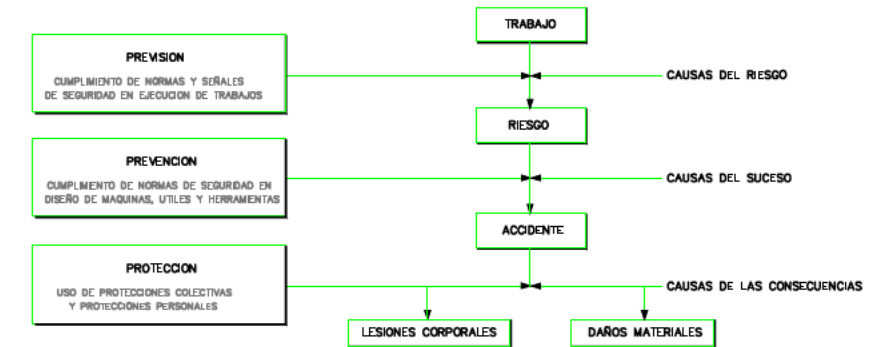 TRABAJO
PREVISION
CUMPLIMIENTO DE NORMAS Y SEÑALES
DE SEGURIDAD EN EJECUCION DE TRABAJOS
CAUSAS DEL RIESGO
RIESGO
PREVENCION
CUMPLIMENTO DE NORMAS DE SEGURIDAD EN
DISEÑO DE MAQUINAS, UTILES Y HERRAMIENTAS
CAUSAS DEL SUCESO
ACCIDENTE
PROTECCION
USO DE PROTECCIONES COLECTIVAS
Y PROTECCIONES PERSONALES
CAUSAS DE LAS CONSECUENCIAS
LESIONES CORPORALES
DAÑOS MATERIALES